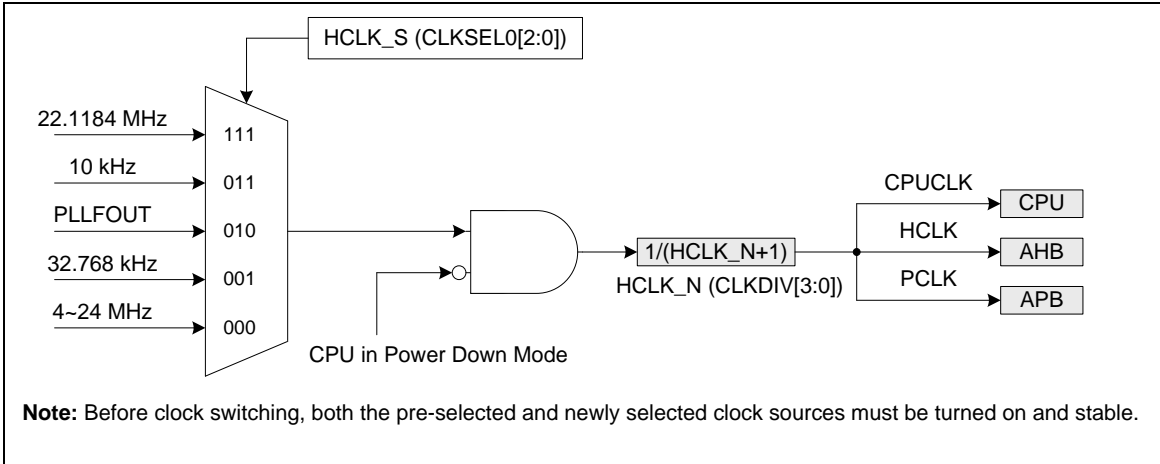 HCLK_S (CLKSEL0[2:0])
22.1184 MHz
111
10 kHz
011
PLLFOUT
010
32.768 kHz
001
4~24 MHz
000
CPU in Power Down Mode
1/(HCLK_N+1)
HCLK_N (CLKDIV[3:0])
CPUCLK
CPU
HCLK
AHB
PCLK
APB
Note: Before clock switching, both the pre-selected and newly selected clock sources must be turned on and stable.